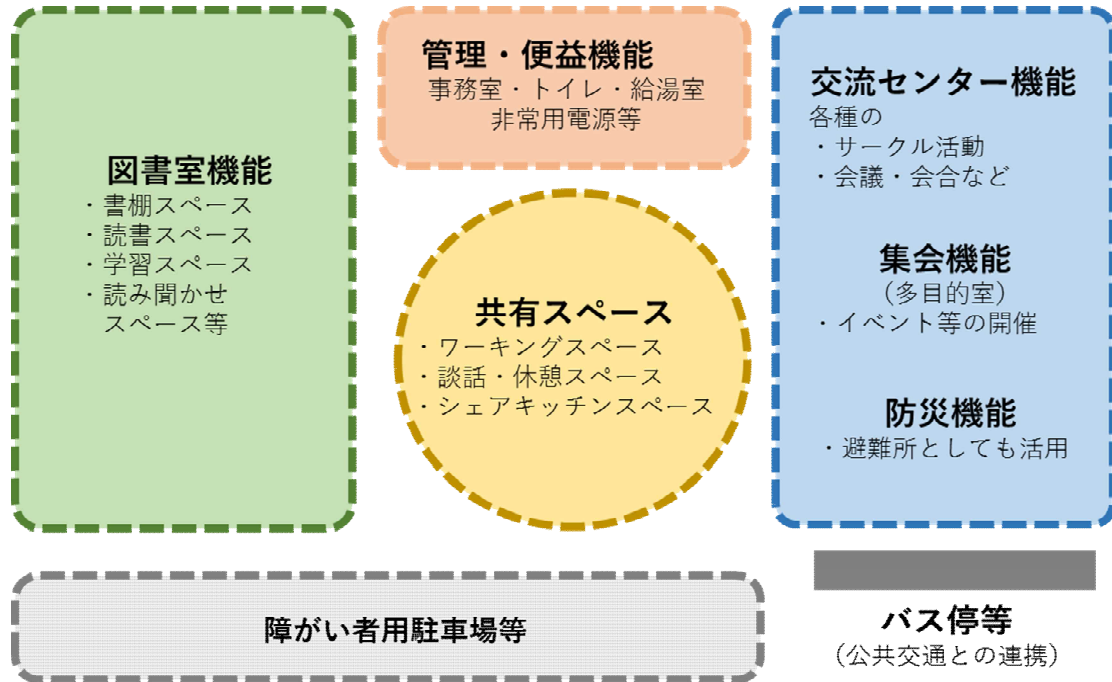 図書室機能
・書棚スペース
・読書スペース
・学習スペース
・読み聞かせ
スペース等
管理・便益機能
事務室・トイレ・給湯室
非常用電源等
共有スペース
・ワーキングスペース
・談話・休憩スペース
・シェアキッチンスペース
交流センター機能
各種の
・サークル活動
・会議・会合など
集会機能
（多目的室）
・イベント等の開催
防災機能
・避難所としても活用
障がい者用駐車場等
バス停等
（公共交通との連携）